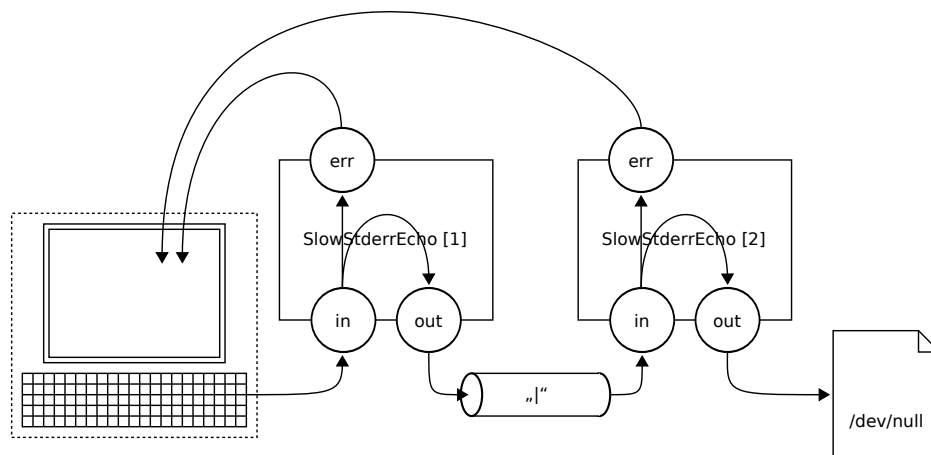 err
err
SlowStderrEcho [1]
SlowStderrEcho [2]
in
out
in
out
„|“
/dev/null